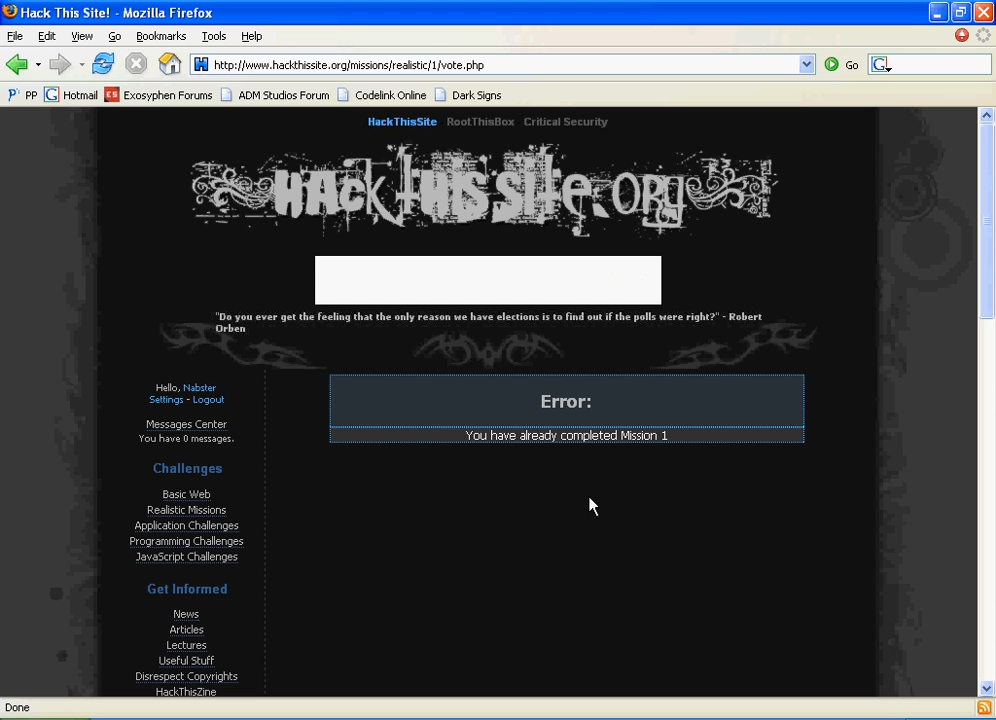 Hack This Site! - Mozilla Firefox
File Edit View Go Bookmarks Tools Help
http://www.hackthissite.org/missions/realistic/1/vote.php Go G
PP G Hotmail ES Exosyphen Forums ADM Studios Forum Codelink Online Dark Signs
HackThisSite RootThisBox Critical Security
HAckTHISSite.ORg
"Do you ever get the feeling that the only reason we have elections is to find out if the polls were right?" - Robert
Orben
Hello, Nabster
Settings - Logout
Messages Center
You have 0 messages.
Challenges
Basic Web
Realistic Missions
Application Challenges
Programming Challenges
JavaScript Challenges
Get Informed
News
Articles
Lectures
Useful Stuff
Disrespect Copyrights
HackThisZine
Error:
You have already completed Mission 1
Done